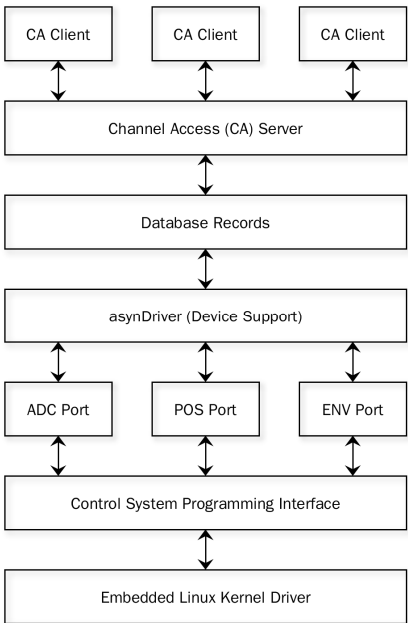 CA Client
CA Client
CA Client
Channel Access (CA) Server
Database Records
asynDriver (Device Support)
ADC Port
POS Port
ENV Port
Control System Programming Interface
Embedded Linux Kernel Driver